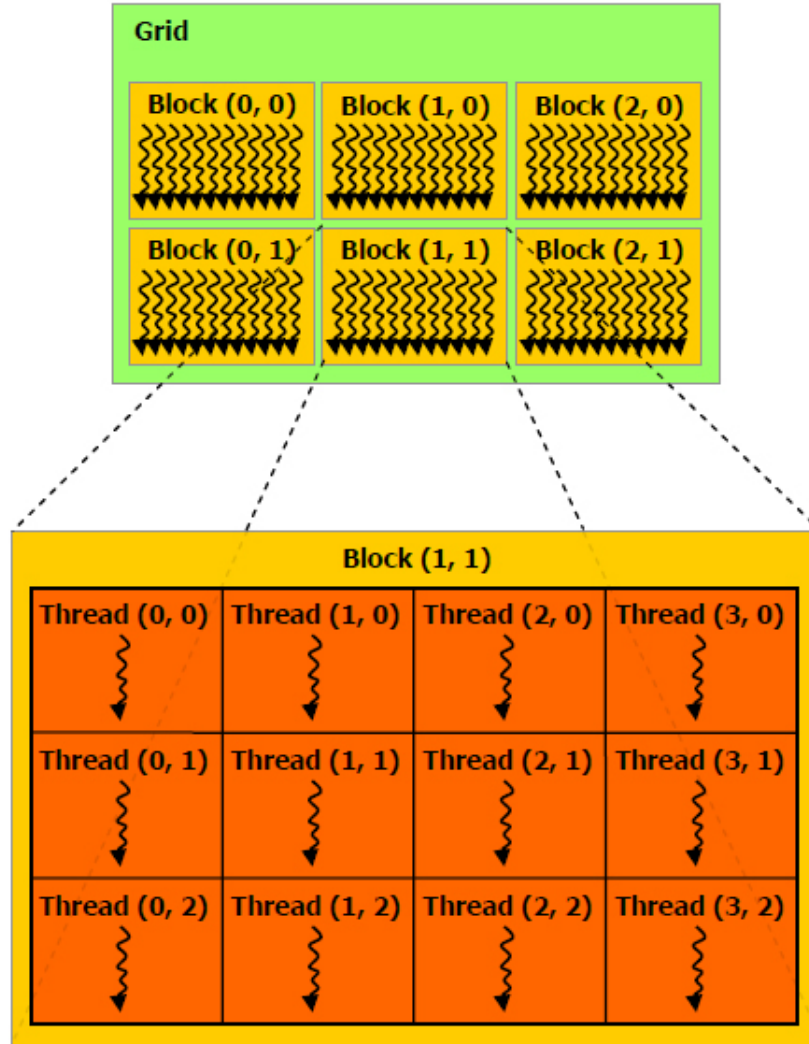 Grid
Block (0, 0) Block (1, 0) Block (2, 0)
Block (0, 1) Block (1, 1) Block (2, 1)
Block (1, 1)
Thread (0, 0) Thread (1, 0) Thread (2, 0) Thread (3, 0)
Thread (0, 1) Thread (1, 1) Thread (2, 1) Thread (3, 1)
Thread (0, 2) Thread (1, 2) Thread (2, 2) Thread (3, 2)